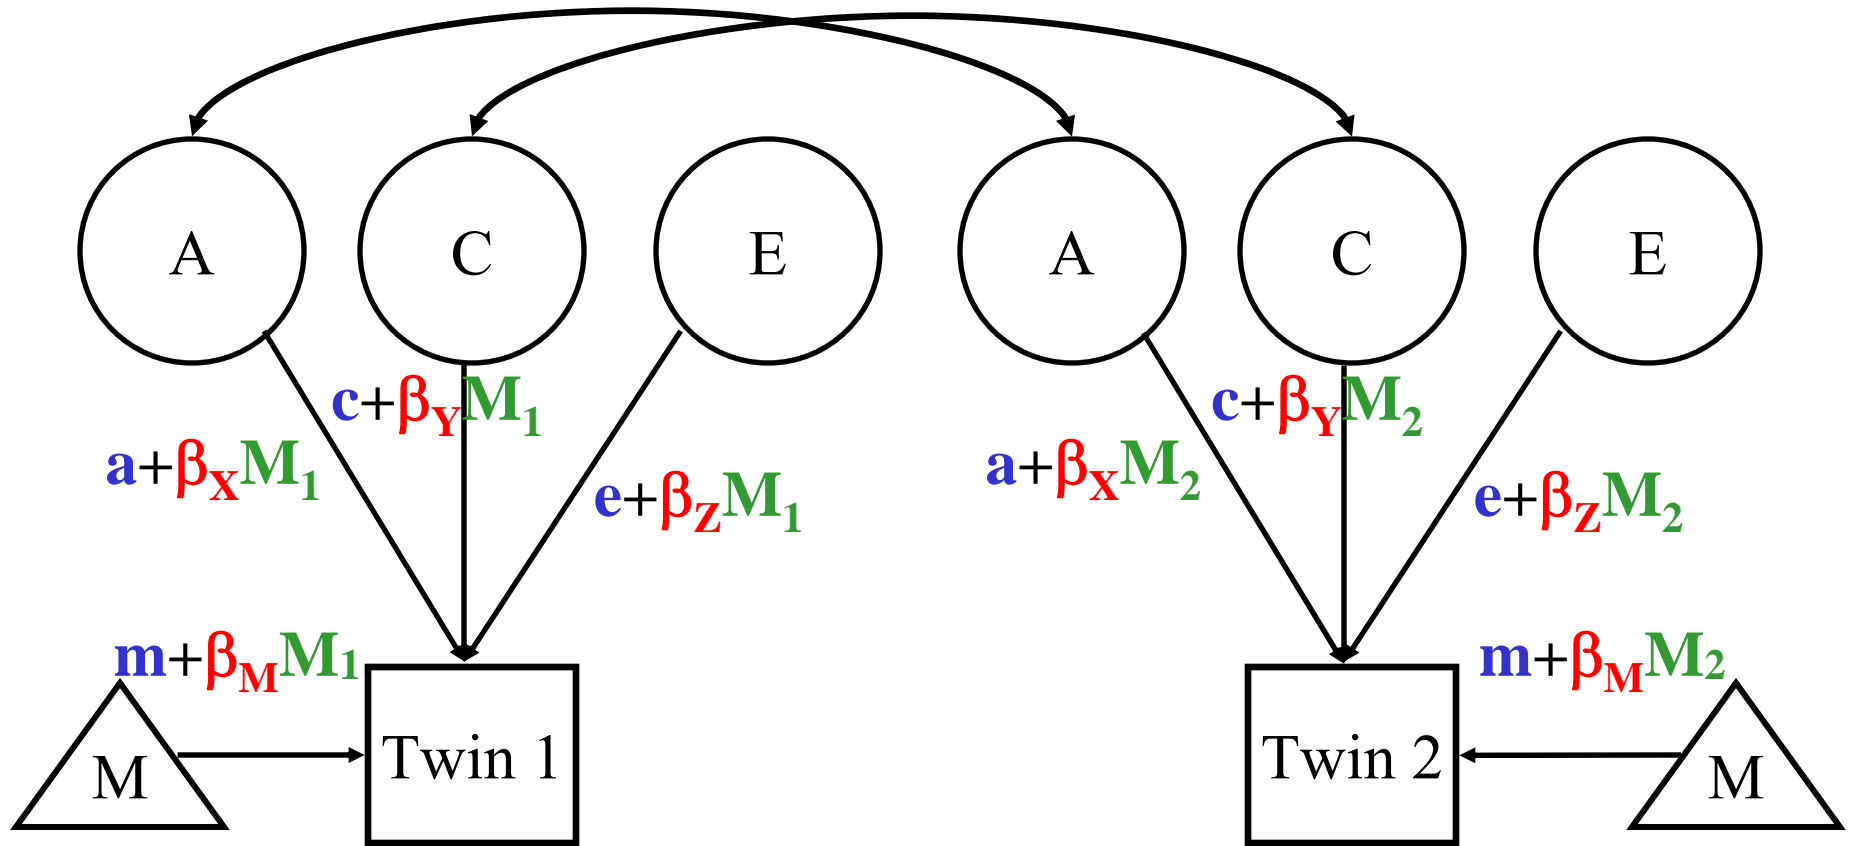 A C E A C E
c+βYM1 c+βYM2
a+βXM1 a+βXM2
e+βZM1 e+βZM2
m+βMM1 m+βMM2
M Twin 1 Twin 2 M